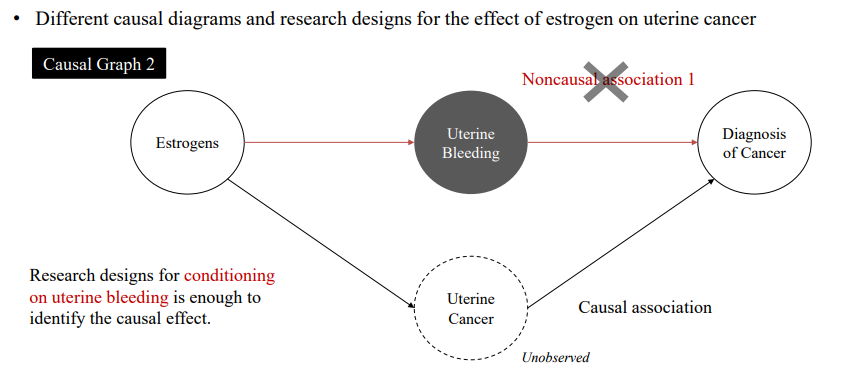 • Different causal diagrams and research designs for the effect of estrogen on uterine cancer
Causal Graph 2
Noncausal association 1
Estrogens
Uterine
Bleeding
Diagnosis
of Cancer
Research designs for conditioning
on uterine bleeding is enough to
identify the causal effect.
Uterine
Cancer
Causal association
Unobserved